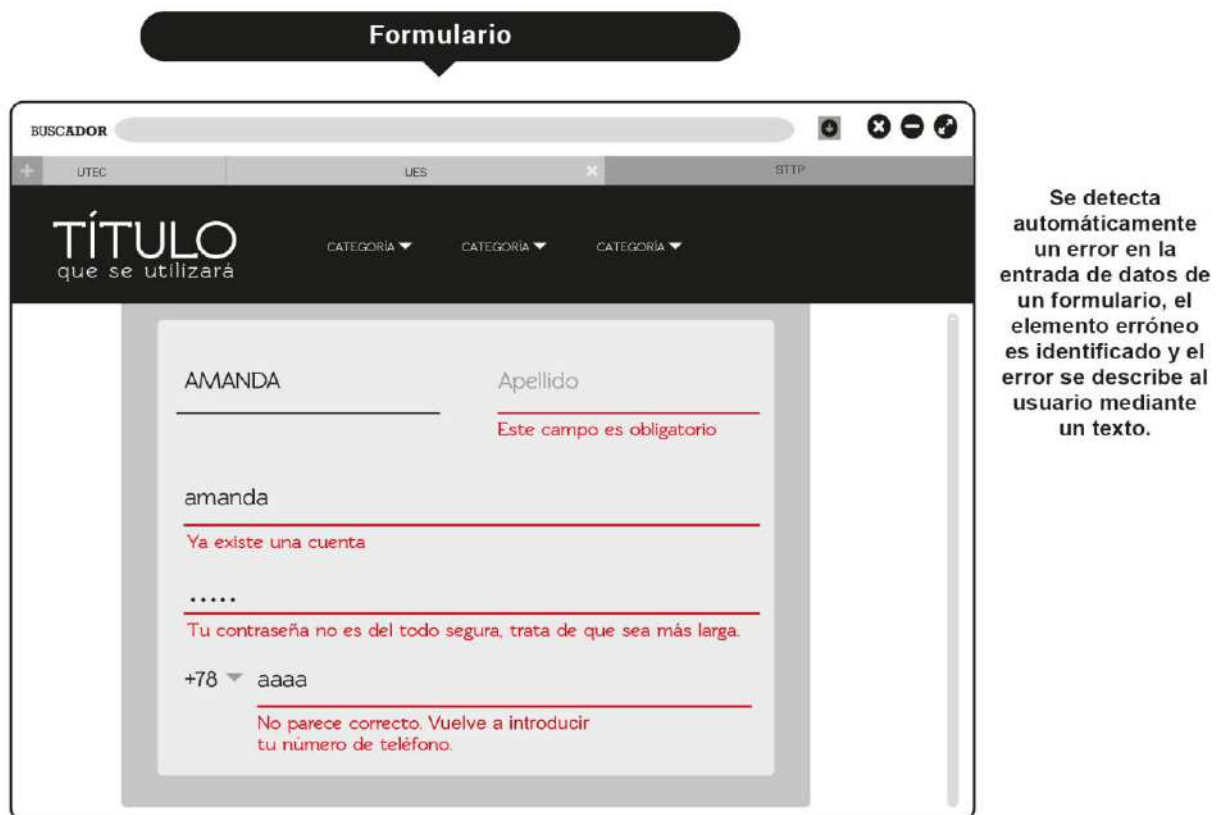 Formulario
BUSCADOR
UTEC
UES
STTP
TÍTULO
que se utilizará
CATEGORÍA
CATEGORÍA
CATEGORÍA
AMANDA
Apellido
Este campo es obligatorio
amanda
Ya existe una cuenta
.....
Tu contraseña no es del todo segura, trata de que sea más larga.
+78 aaaa
No parece correcto. Vuelve a introducir
tu número de teléfono.
Se detecta
automáticamente
un error en la
entrada de datos de
un formulario, el
elemento erróneo
es identificado y el
error se describe al
usuario mediante
un texto.